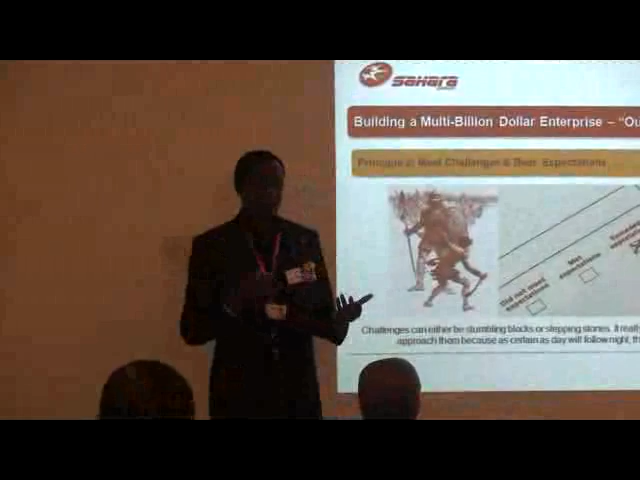 SAHARA
Building a Multi-Billion Dollar Enterprise – "Ou
Principle 2: Meet Challenges & Beat Expectations
Did not meet
expectations
Met
expectations
Challenges can either be stumbling blocks or stepping stones. It really
approach them because as certain as day will follow night, th